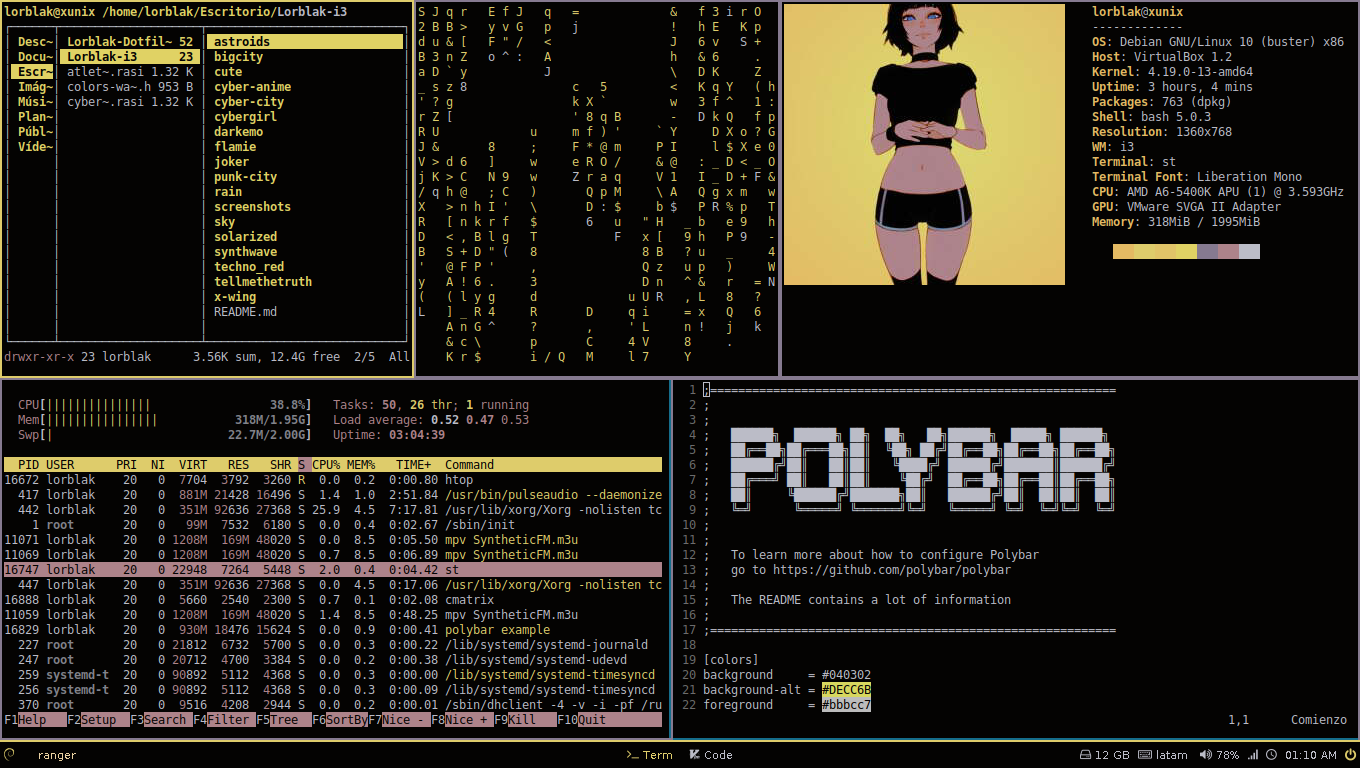 lorblak@xunix /home/lorblak/Escritorio/Lorblak-i3
Desc~ Lorblak-Dotfil~ 52 astroids
Docu~ Lorblak-i3 23 bigcity
Escr~ atlet~.rasi 1.32 K cute
Imág~ colors-wa~.h 953 B cyber-anime
Músi~ cyber~.rasi 1.32 K cyber-city
Plan~ cybergirl
Públ~ darkemo
Víde~ flamie
joker
punk-city
rain
screenshots
sky
solarized
synthwave
techno_red
tellmethetruth
x-wing
README.md
drwxr-xr-x 23 lorblak 3.56K sum, 12.4G free 2/5 All
lorblak@xunix
-------------
OS: Debian GNU/Linux 10 (buster) x86
Host: VirtualBox 1.2
Kernel: 4.19.0-13-amd64
Uptime: 3 hours, 4 mins
Packages: 763 (dpkg)
Shell: bash 5.0.3
Resolution: 1360x768
WM: i3
Terminal: st
Terminal Font: Liberation Mono
CPU: AMD A6-5400K APU (1) @ 3.593GHz
GPU: VMware SVGA II Adapter
Memory: 318MiB / 1995MiB
CPU[||||||||||||||| 38.8%] Tasks: 50, 26 thr; 1 running
Mem[|||||||||||||||| 318M/1.95G] Load average: 0.52 0.47 0.53
Swp[| 22.7M/2.00G] Uptime: 03:04:39
PID USER PRI NI VIRT RES SHR S CPU% MEM% TIME+ Command
16672 lorblak 20 0 7704 3792 3260 R 0.0 0.2 0:00.80 htop
417 lorblak 20 0 881M 21428 16496 S 1.4 1.0 2:51.84 /usr/bin/pulseaudio --daemonize
442 lorblak 20 0 351M 92636 27368 S 25.9 4.5 7:17.81 /usr/lib/xorg/Xorg -nolisten tc
1 root 20 0 99M 7532 6180 S 0.0 0.4 0:02.67 /sbin/init
11071 lorblak 20 0 1208M 169M 48020 S 0.0 8.5 0:05.50 mpv SyntheticFM.m3u
11069 lorblak 20 0 1208M 169M 48020 S 0.7 8.5 0:06.89 mpv SyntheticFM.m3u
16747 lorblak 20 0 22948 7264 5448 S 2.0 0.4 0:04.42 st
447 lorblak 20 0 351M 92636 27368 S 0.0 4.5 0:17.06 /usr/lib/xorg/Xorg -nolisten tc
16888 lorblak 20 0 5660 2540 2300 S 0.7 0.1 0:02.08 cmatrix
11059 lorblak 20 0 1208M 169M 48020 S 1.4 8.5 0:48.25 mpv SyntheticFM.m3u
16829 lorblak 20 0 930M 18476 15624 S 0.0 0.9 0:00.41 polybar example
227 root 20 0 21812 6732 5700 S 0.0 0.3 0:00.22 /lib/systemd/systemd-journald
247 root 20 0 20712 4700 3384 S 0.0 0.2 0:00.38 /lib/systemd/systemd-udevd
259 systemd-t 20 0 90892 5112 4368 S 0.0 0.3 0:00.00 /lib/systemd/systemd-timesyncd
256 systemd-t 20 0 90892 5112 4368 S 0.0 0.3 0:00.09 /lib/systemd/systemd-timesyncd
370 root 20 0 9516 4208 2944 S 0.0 0.2 0:00.01 /sbin/dhclient -4 -v -i -pf /ru
F1Help F2Setup F3Search F4Filter F5Tree F6SortBy F7Nice - F8Nice + F9Kill F10Quit
1 ;==========================================================
2 ;
3 ;
4 ; POLYBAR
5 ;
6 ;
7 ;
8 ;
9 ;
10 ;
11 ;
12 ; To learn more about how to configure Polybar
13 ; go to https://github.com/polybar/polybar
14 ;
15 ; The README contains a lot of information
16 ;
17 ;==========================================================
18
19 [colors]
20 background = #040302
21 background-alt = #DECC6B
22 foreground = #bbbcc7
1,1 Comienzo
ranger
>_ Term
Code
12 GB latam 78% 01:10 AM